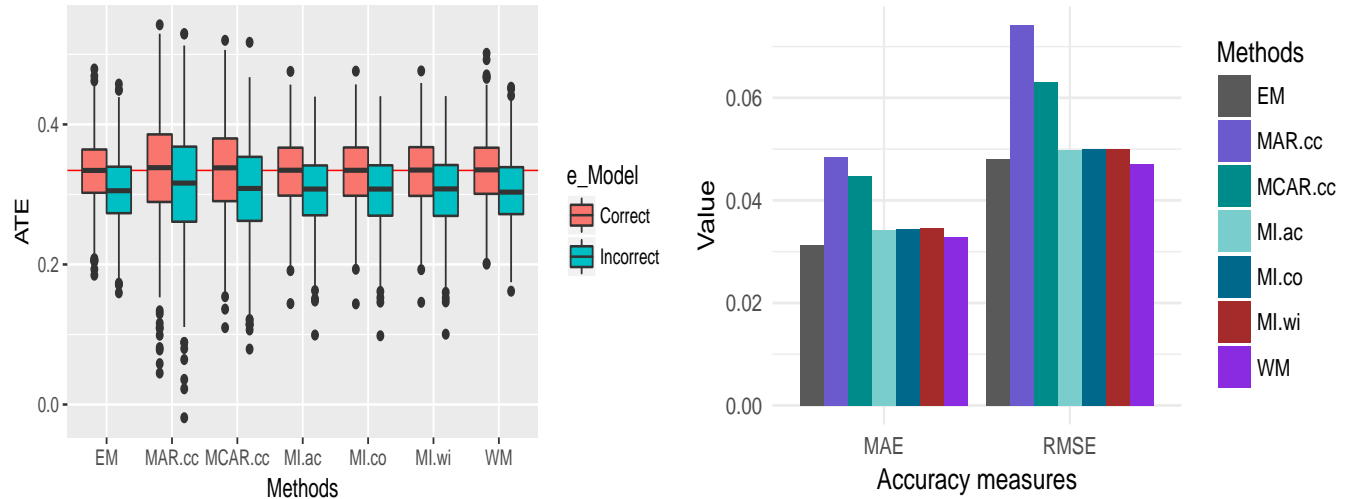 0.4
0.2
0.0
ATE
EM MAR.cc MCAR.cc MI.ac MI.co MI.wi WM
Methods
e_Model
Correct
Incorrect
0.06
0.04
0.02
0.00
Value
MAE RMSE
Accuracy measures
Methods
EM
MAR.cc
MCAR.cc
MI.ac
MI.co
MI.wi
WM